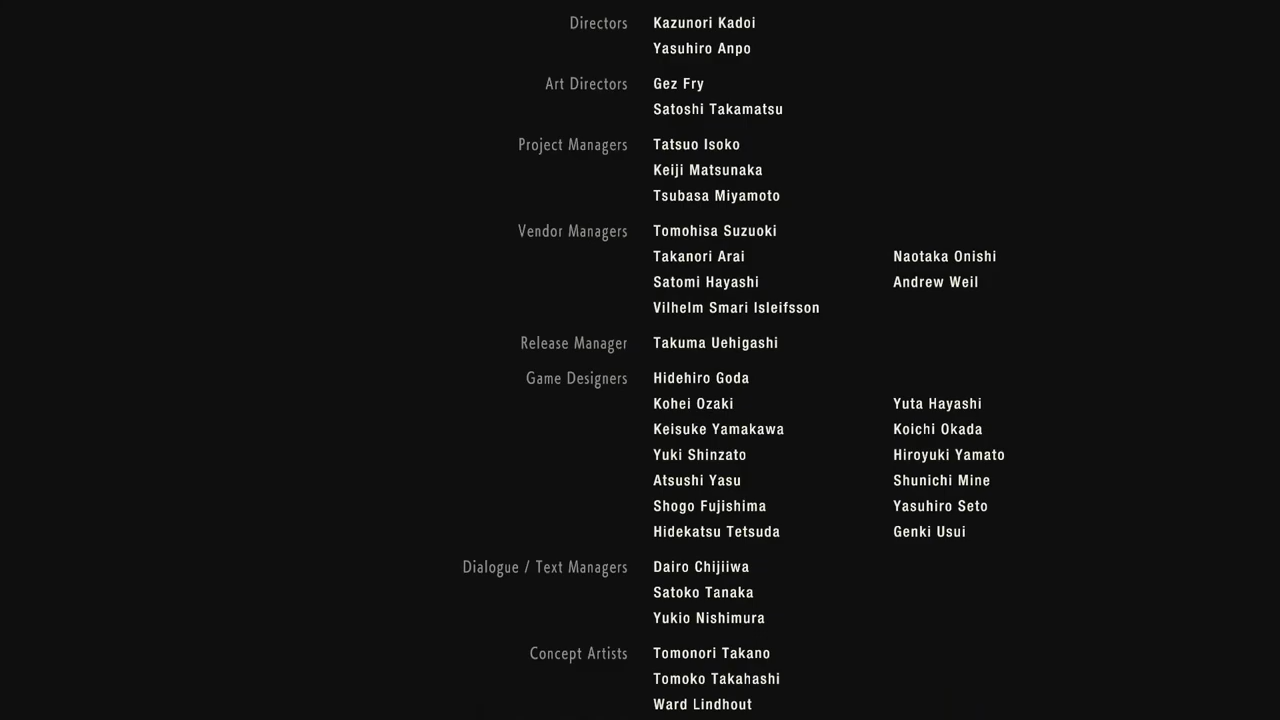 Directors Kazunori Kadoi
Yasuhiro Anpo
Art Directors Gez Fry
Satoshi Takamatsu
Project Managers Tatsuo Isoko
Keiji Matsunaka
Tsubasa Miyamoto
Vendor Managers Tomohisa Suzuoki
Takanori Arai Naotaka Onishi
Satomi Hayashi Andrew Weil
Vilhelm Smari Isleifsson
Release Manager Takuma Uehigashi
Game Designers Hidehiro Goda
Kohei Ozaki Yuta Hayashi
Keisuke Yamakawa Koichi Okada
Yuki Shinzato Hiroyuki Yamato
Atsushi Yasu Shunichi Mine
Shogo Fujishima Yasuhiro Seto
Hidekatsu Tetsuda Genki Usui
Dialogue / Text Managers Dairo Chijiiwa
Satoko Tanaka
Yukio Nishimura
Concept Artists Tomonori Takano
Tomoko Takahashi
Ward Lindhout